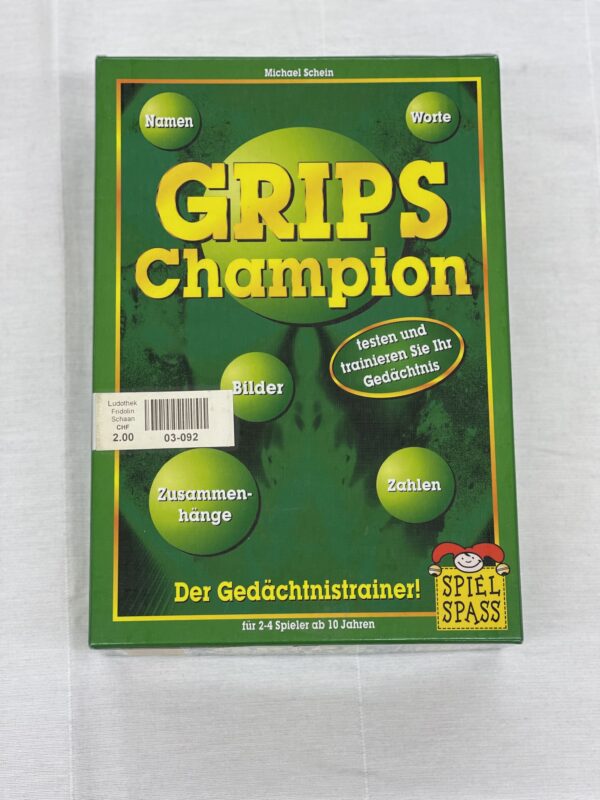 Michael Schein
Namen
Worte
GRIPS
Champion
testen und
trainieren Sie Ihr
Gedächtnis
Bilder
Ludothek
Fridolin
Schaan
CHF
2.00
03-092
Zusammen-
hänge
Zahlen
Der Gedächtnistrainer!
SPIEL
SPASS
für 2-4 Spieler ab 10 Jahren